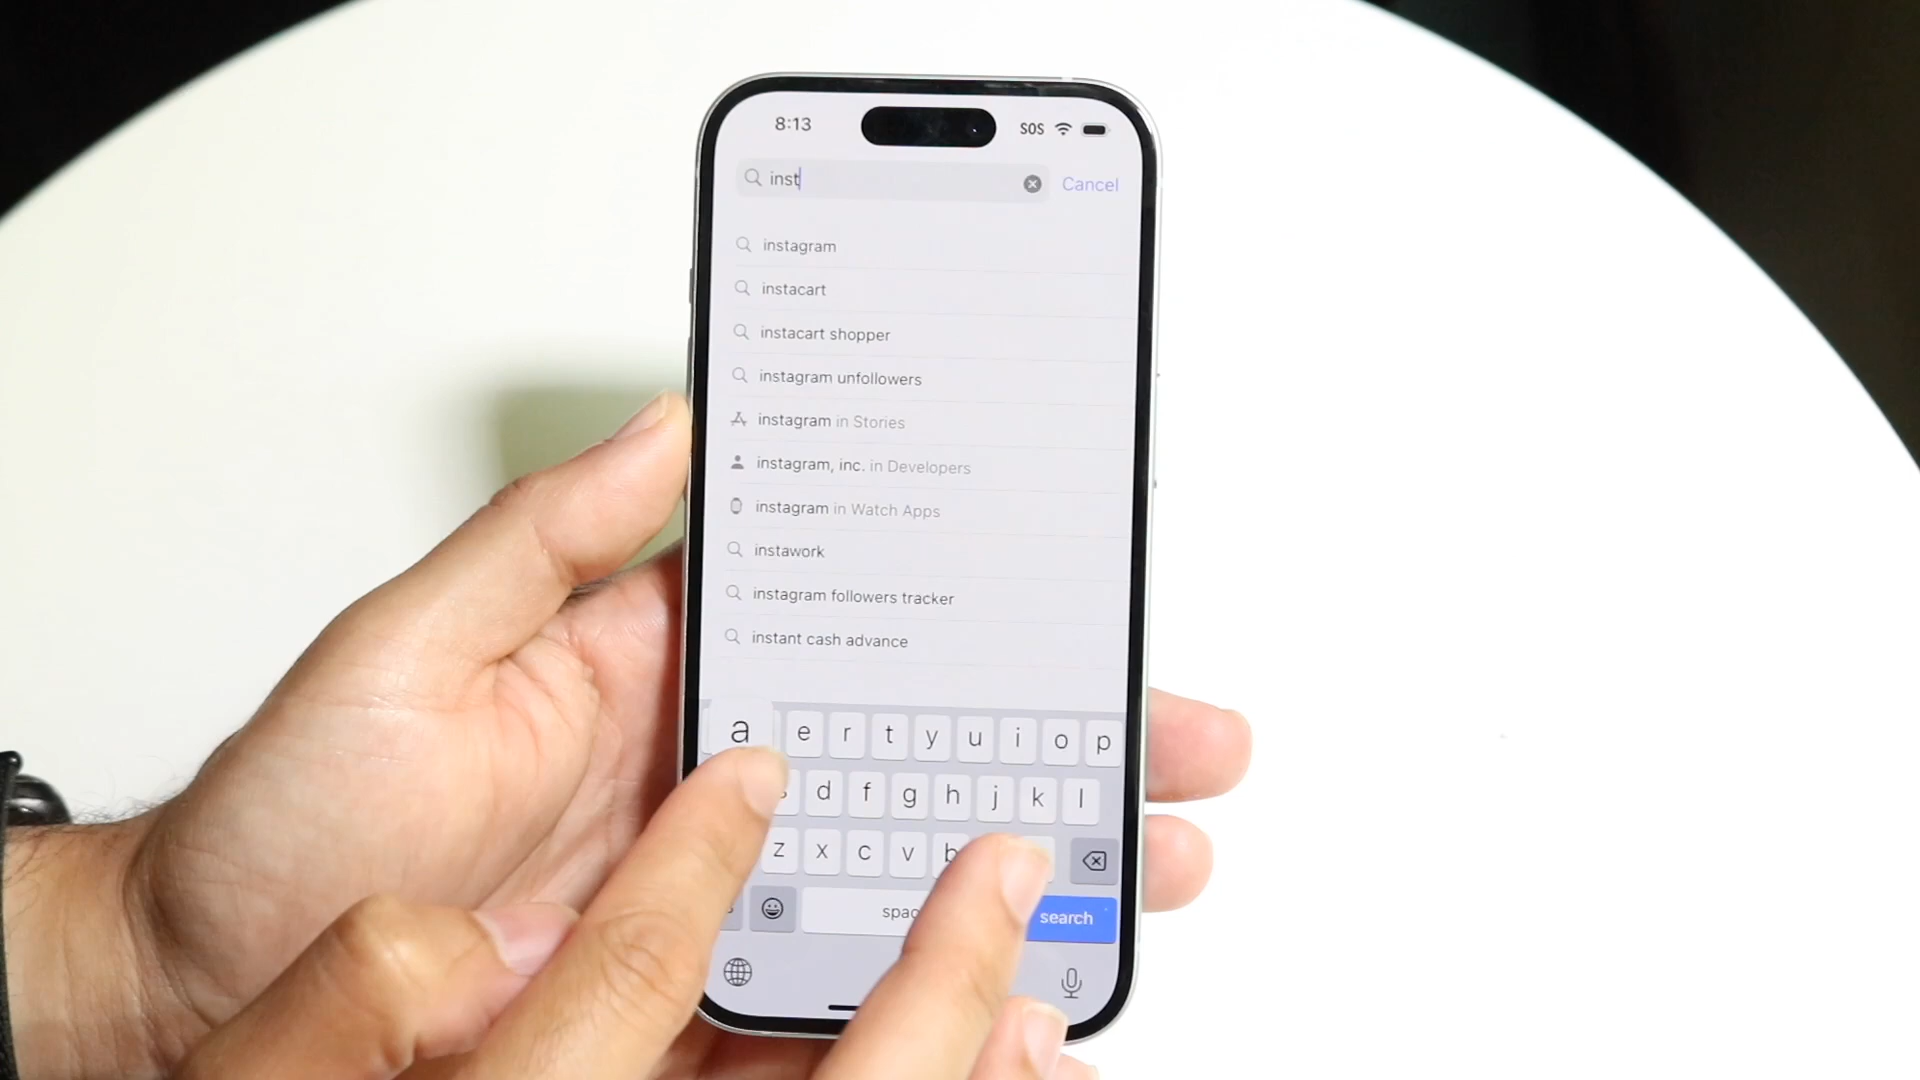 8:13 SOS
inst Cancel
instagram
instacart
instacart shopper
instagram unfollowers
instagram in Stories
instagram, inc. in Developers
instagram in Watch Apps
instawork
instagram followers tracker
instant cash advance
a e r t y u i o p
d f g h j k l
z x c v b
spac search